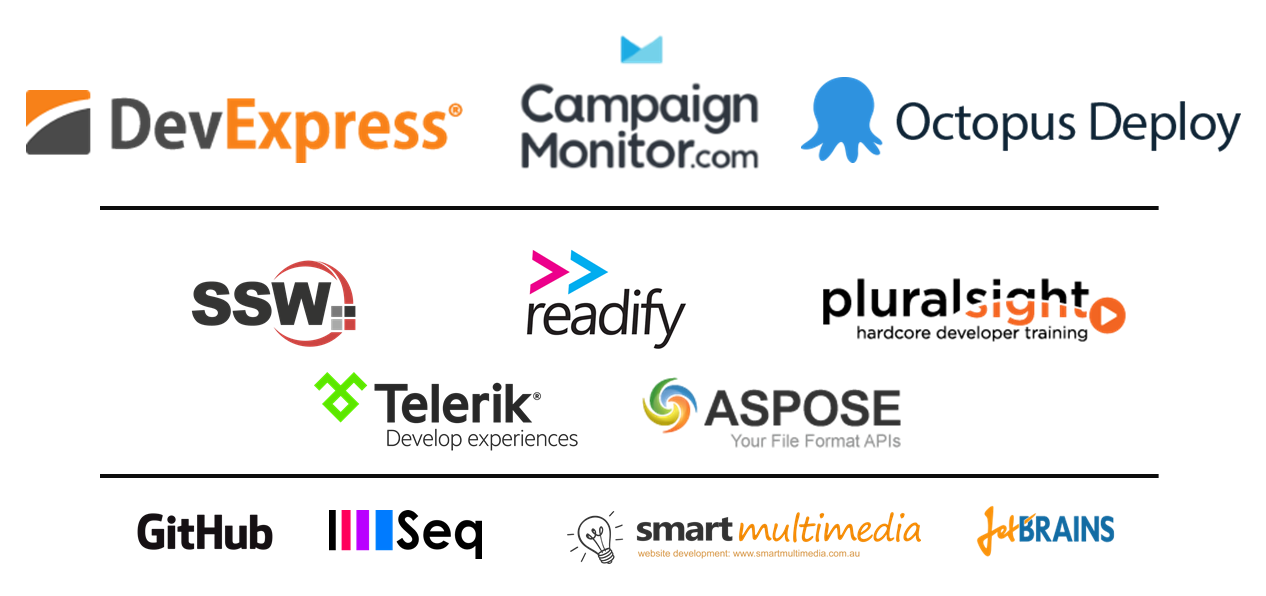 DevExpress®
Campaign
Monitor.com
Octopus Deploy
SSW
readify
pluralsight
hardcore developer training
Telerik®
Develop experiences
ASPOSE
Your File Format APIs
GitHub
Seq
smart multimedia
website development: www.smartmultimedia.com.au
JetBRAINS